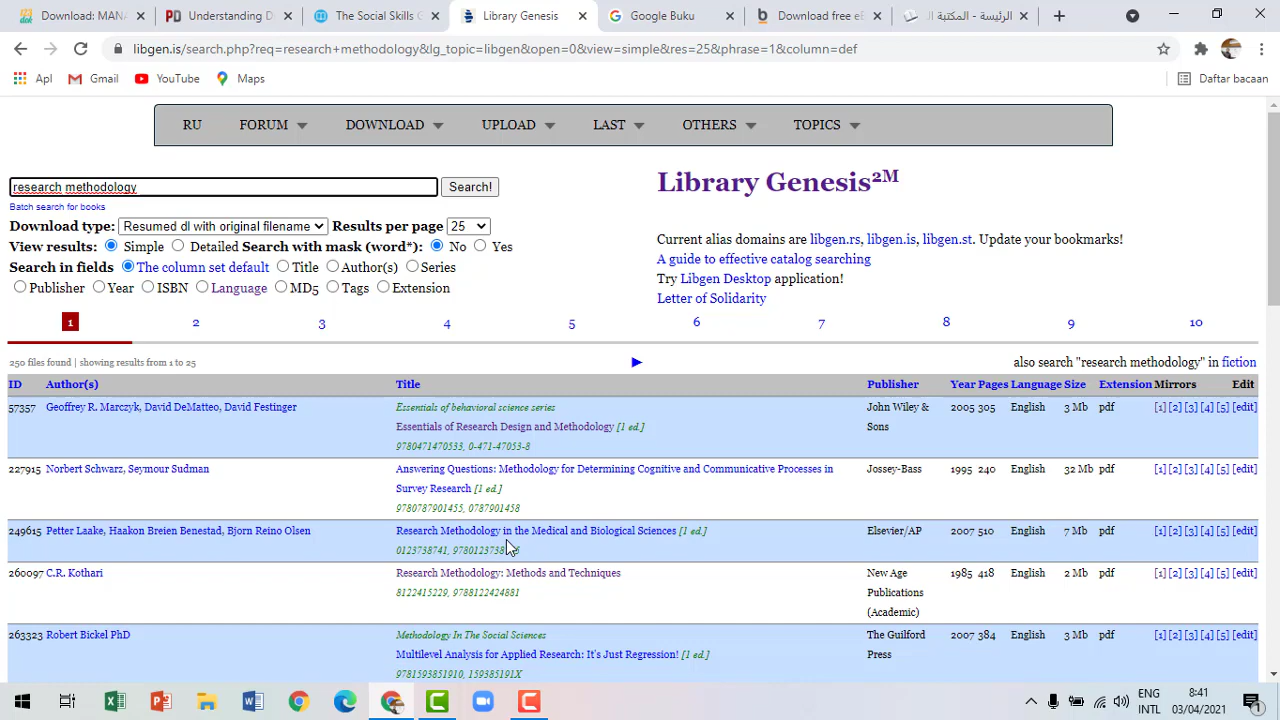 Download: MAN
Understanding D
The Social Skills
Library Genesis
Google Buku
Download free eB
الرئيسة - المكتبة ال
libgen.is/search.php?req=research+methodology&lg_topic=libgen&open=0&view=simple&res=25&phrase=1&column=def
Apl Gmail YouTube Maps Daftar bacaan
RU FORUM DOWNLOAD UPLOAD LAST OTHERS TOPICS
research methodology Search!
Batch search for books
Download type: Resumed dl with original filename Results per page 25
View results: Simple Detailed Search with mask (word*): No Yes
Search in fields The column set default Title Author(s) Series
Publisher Year ISBN Language MD5 Tags Extension
Library Genesis2M
Current alias domains are libgen.rs, libgen.is, libgen.st. Update your bookmarks!
A guide to effective catalog searching
Try Libgen Desktop application!
Letter of Solidarity
1 2 3 4 5 6 7 8 9 10
250 files found | showing results from 1 to 25
► also search "research methodology" in fiction
ID Author(s) Title Publisher Year Pages Language Size Extension Mirrors Edit
57357 Geoffrey R. Marczyk, David DeMatteo, David Festinger
Essentials of behavioral science series
Essentials of Research Design and Methodology [1 ed.]
9780471470533, 0-471-47053-8
John Wiley &
Sons
2005 305 English 3 Mb pdf [1] [2] [3] [4] [5] [edit]
227915 Norbert Schwarz, Seymour Sudman
Answering Questions: Methodology for Determining Cognitive and Communicative Processes in
Survey Research [1 ed.]
9780787901455, 0787901458
Jossey-Bass 1995 240 English 32 Mb pdf [1] [2] [3] [4] [5] [edit]
249615 Petter Laake, Haakon Breien Benestad, Bjorn Reino Olsen
Research Methodology in the Medical and Biological Sciences [1 ed.]
0123738741,
Elsevier/AP 2007 510 English 7 Mb pdf [1] [2] [3] [4] [5] [edit]
260097 C.R. Kothari
Research Methodology: Methods and Techniques
8122415229, 9788122424881
New Age
Publications
(Academic)
1985 418 English 2 Mb pdf [1] [2] [3] [4] [5] [edit]
263323 Robert Bickel PhD
Methodology In The Social Sciences
Multilevel Analysis for Applied Research: It's Just Regression! [1 ed.]
9781593851910, 159385191X
The Guilford
Press
2007 384 English 3 Mb pdf [1] [2] [3] [4] [5] [edit]
ENG
INTL
8:41
03/04/2021